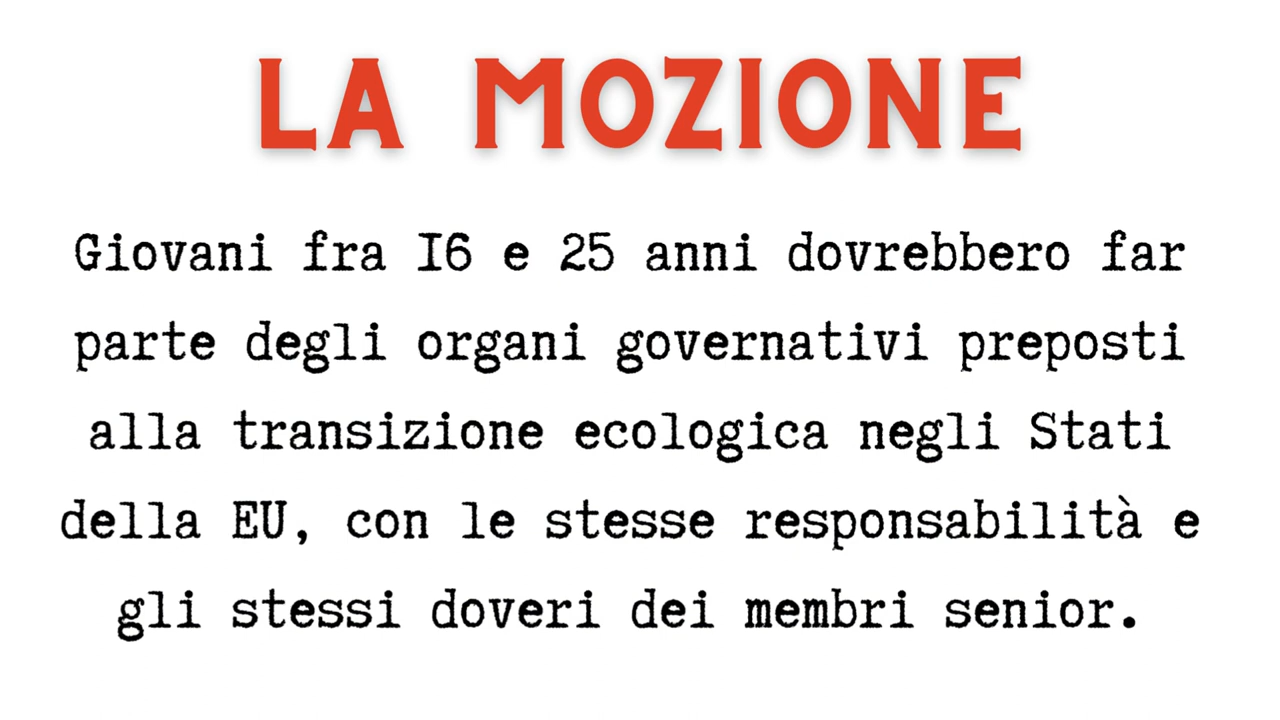 LA MOZIONE
Giovani fra 16 e 25 anni dovrebbero far
parte degli organi governativi preposti
alla transizione ecologica negli Stati
della EU, con le stesse responsabilità e
gli stessi doveri dei membri senior.